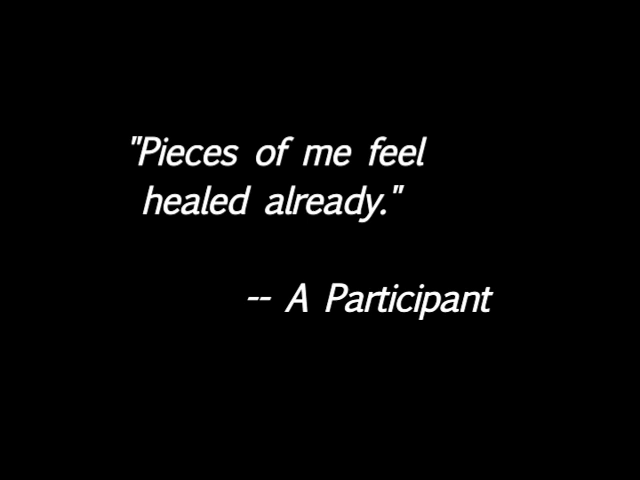 "Pieces of me feel
healed already."
-- A Participant